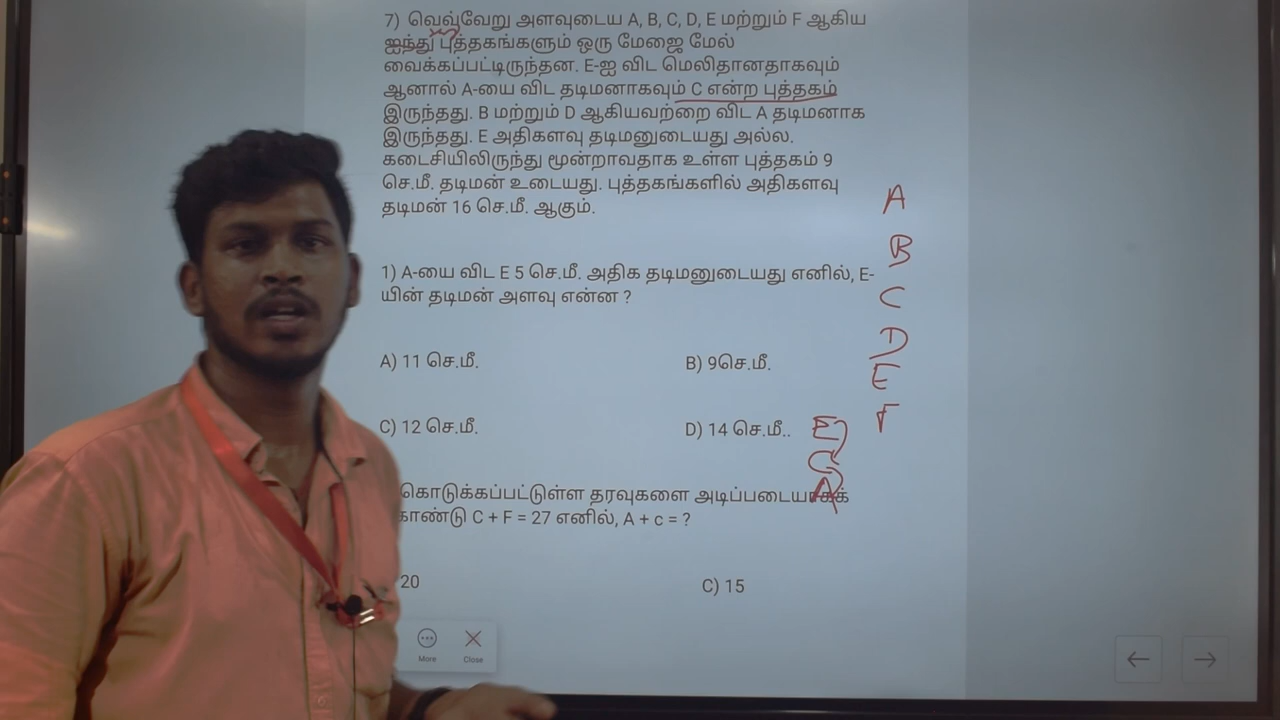 7) வெவ்வேறு அளவுடைய A, B, C, D, E மற்றும் F ஆகிய
ஐந்து புத்தகங்களும் ஒரு மேஜை மேல்
வைக்கப்பட்டிருந்தன. E-ஐ விட மெலிதானதாகவும்
ஆனால் A-யை விட தடிமனாகவும் C என்ற புத்தகம்
இருந்தது. B மற்றும் D ஆகியவற்றை விட A தடிமனாக
இருந்தது. E அதிகளவு தடிமனுடையது அல்ல.
கடைசியிலிருந்து மூன்றாவதாக உள்ள புத்தகம் 9
செ.மீ. தடிமன் உடையது. புத்தகங்களில் அதிகளவு
தடிமன் 16 செ.மீ. ஆகும்.
1) A-யை விட E 5 செ.மீ. அதிக தடிமனுடையது எனில், E-
யின் தடிமன் அளவு என்ன ?
A) 11 செ.மீ.
B) 9செ.மீ.
C) 12 செ.மீ.
D) 14 செ.மீ..
கொடுக்கப்பட்டுள்ள தரவுகளை அடிப்படையாகக்
C + F = 27 எனில், A + c = ?
20
C) 15
A
B
C
D
E
F
E
C
A
More
Close